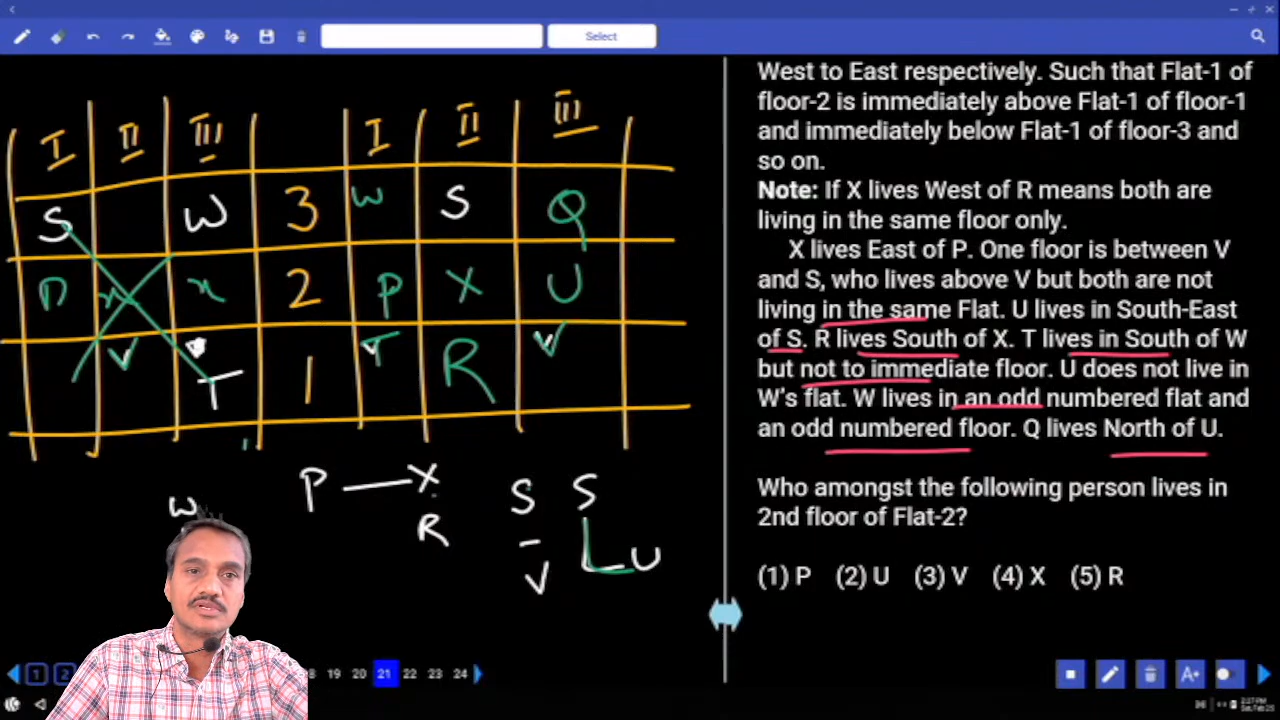 Select
I II III I II III
S W 3 W S Q
P x x 2 P X U
V T 1 T R V
P — X S S
W R – U
V
West to East respectively. Such that Flat-1 of
floor-2 is immediately above Flat-1 of floor-1
and immediately below Flat-1 of floor-3 and
so on.
Note: If X lives West of R means both are
living in the same floor only.
X lives East of P. One floor is between V
and S, who lives above V but both are not
living in the same Flat. U lives in South-East
of S. R lives South of X. T lives in South of W
but not to immediate floor. U does not live in
W's flat. W lives in an odd numbered flat and
an odd numbered floor. Q lives North of U.
Who amongst the following person lives in
2nd floor of Flat-2?
(1) P (2) U (3) V (4) X (5) R
1 2 8 19 20 21 22 23 24
A+